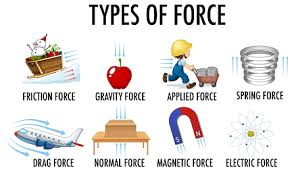 TYPES OF FORCE
FRICTION FORCE
GRAVITY FORCE
APPLIED FORCE
SPRING FORCE
S N
DRAG FORCE
NORMAL FORCE
MAGNETIC FORCE
ELECTRIC FORCE